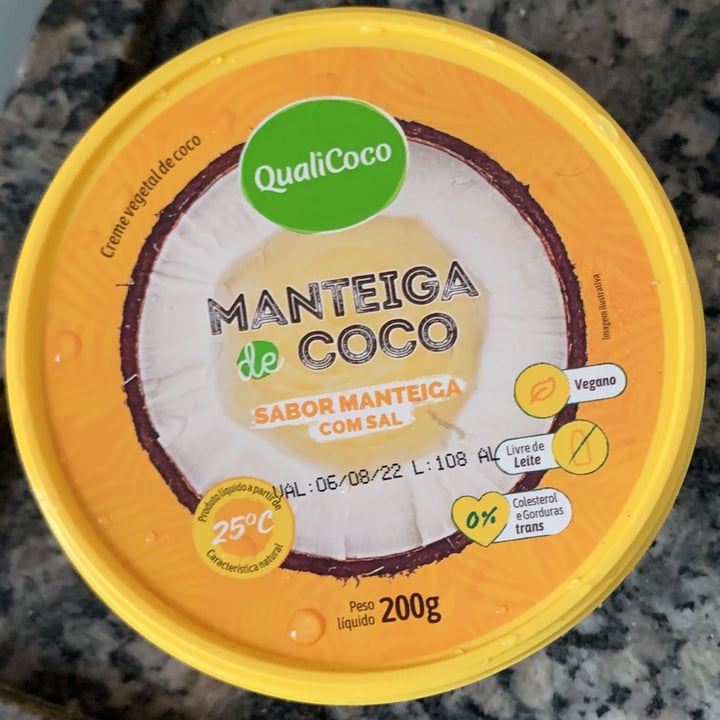 QualiCoco
Creme vegetal de coco
MANTEIGA
de COCO
SABOR MANTEIGA
COM SAL
Imagem ilustrativa
Vegano
Livre de
Leite
VAL:06/08/22 L:108 AL
0%
Colesterol
e Gorduras
trans
Produto líquido a partir de
25°C
Característica natural
Peso
líquido 200g